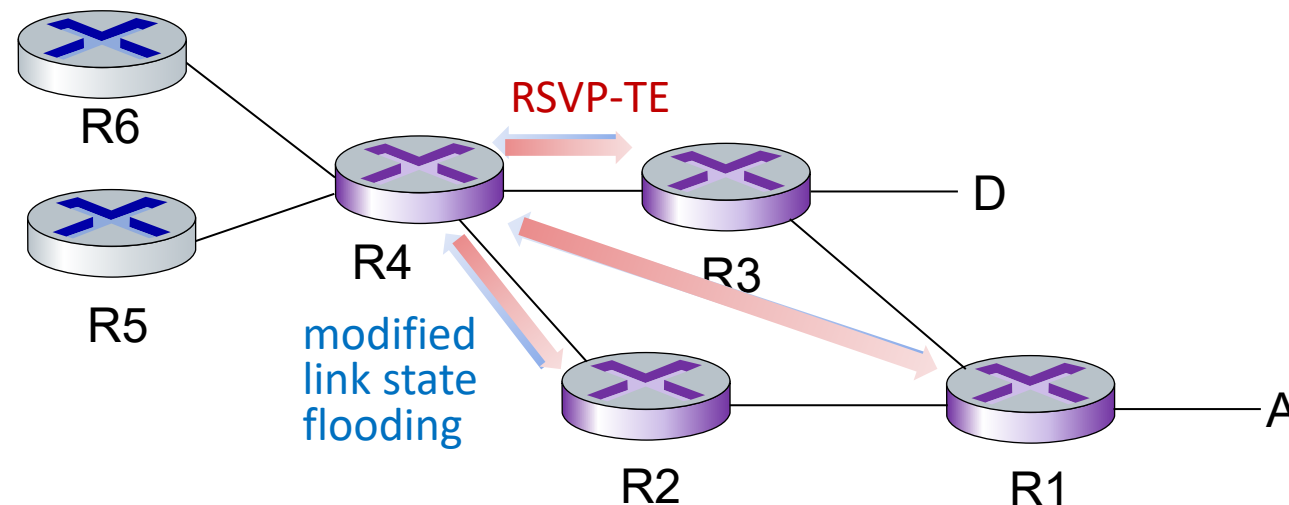 R6
RSVP-TE
D
R4
R3
R5
modified
link state
flooding
A
R2
R1